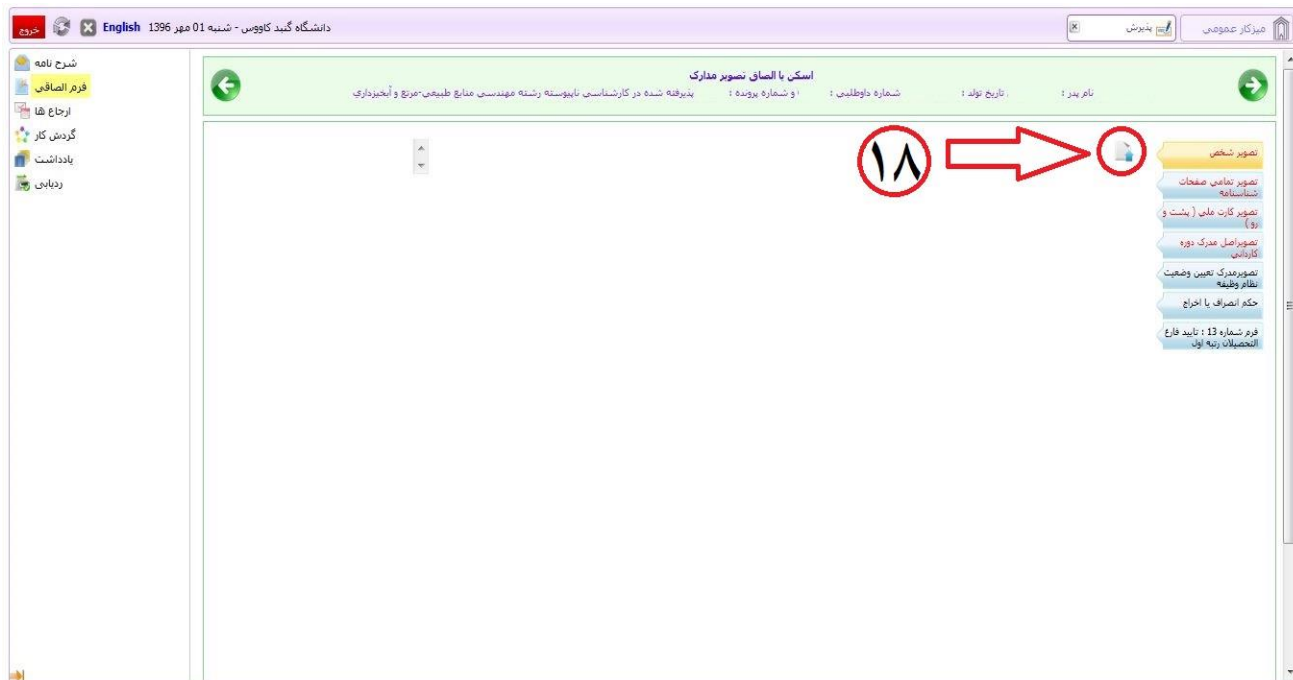 میزکار عمومی
پذیرش
دانشگاه گنبد کاووس - شنبه 01 مهر 1396 English
خروج
اسکن یا الصاق تصویر مدارک
نام پدر : . تاریخ تولد : شماره داوطلبی : و شماره پرونده : پذیرفته شده در کارشناسی ناپیوسته رشته مهندسی منابع طبیعی-مرتع و آبخیزداری
تصویر شخص
تصویر تمامی صفحات
شناسنامه
تصویر کارت ملی ( پشت و
رو )
تصویراصل مدرک دوره
کاردانی
تصویرمدرک تعیین وضعیت
نظام وظیفه
حکم انصراف یا اخراج
فرم شماره 13 : تایید فارغ
التحصیلان رتبه اول
۱۸
شرح نامه
فرم الصاقی
ارجاع ها
گردش کار
یادداشت
ردیابی